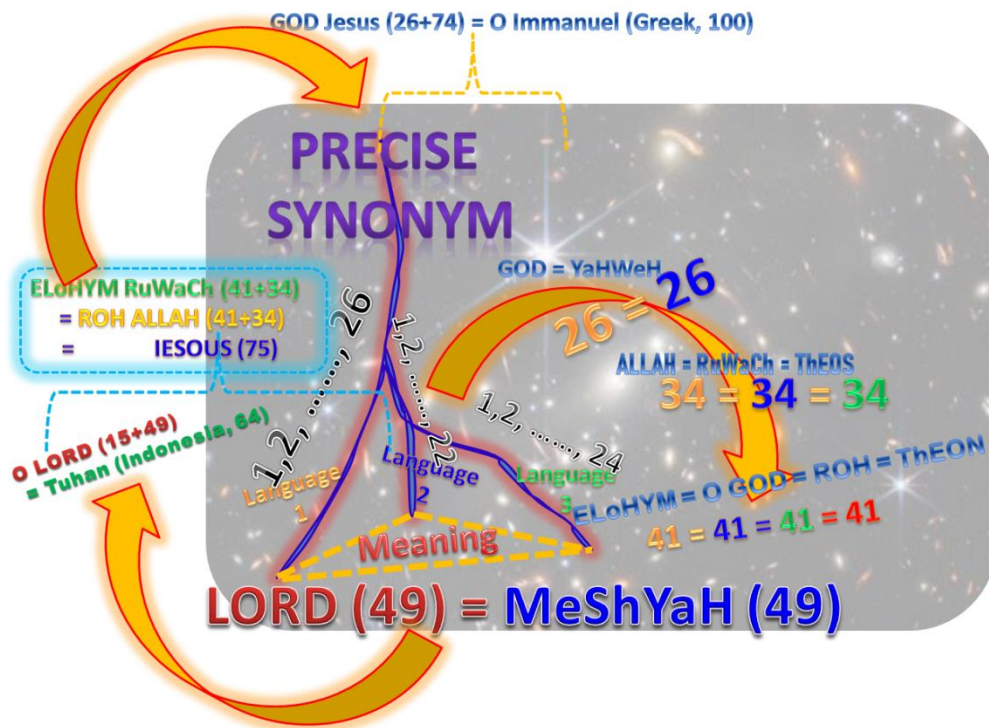 GOD Jesus (26+74) = O Immanuel (Greek, 100)
PRECISE
SYNONYM
GOD = YaHWeH
26 = 26
ELoHYM RuWaCh (41+34)
= ROH ALLAH (41+34)
= IESOUS (75)
ALLAH = RuWaCh = ThEOS
34 = 34 = 34
1,2, ........, 26
1,2, ......., 22
1,2, ......, 24
O LORD (15+49)
= Tuhan (Indonesia, 64)
Language
1
Language
2
Language
3
ELoHYM = O GOD = ROH = ThEON
41 = 41 = 41 = 41
Meaning
LORD (49) = MeShYaH (49)